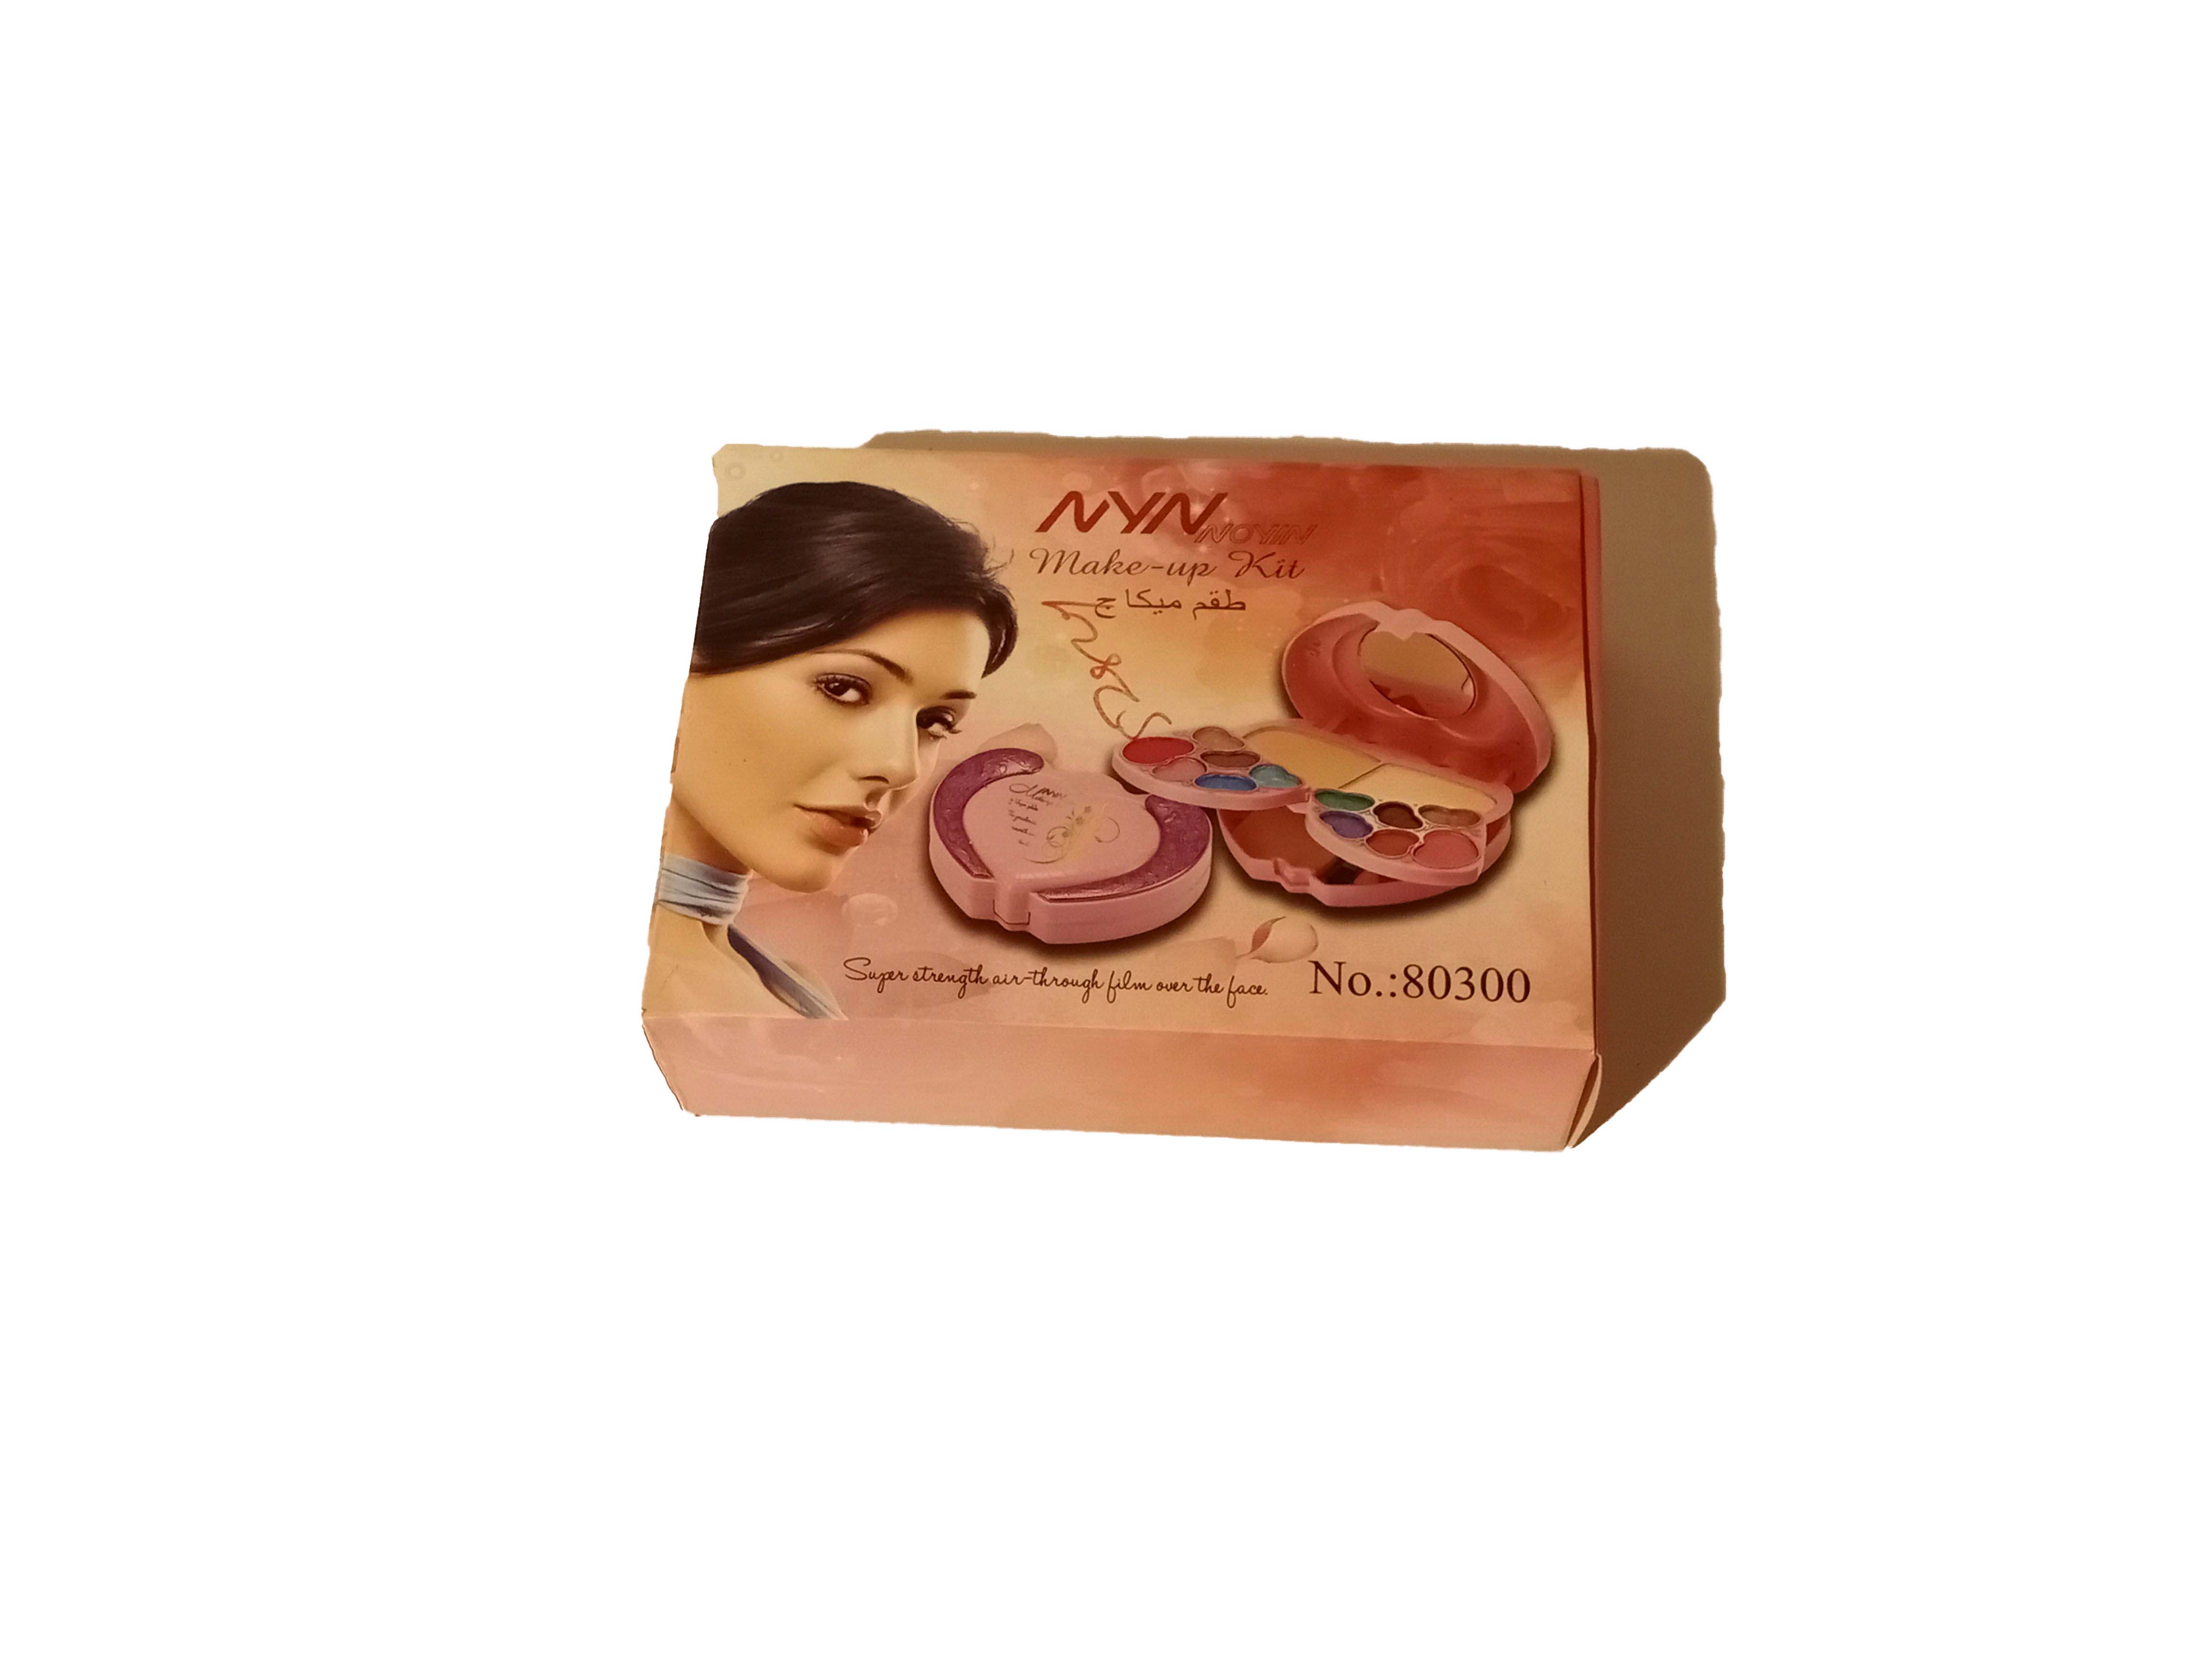 NYN
NOYIN
Make-up Kit
طقم ميكاج
Super strength air-through film over the face.
No.:80300